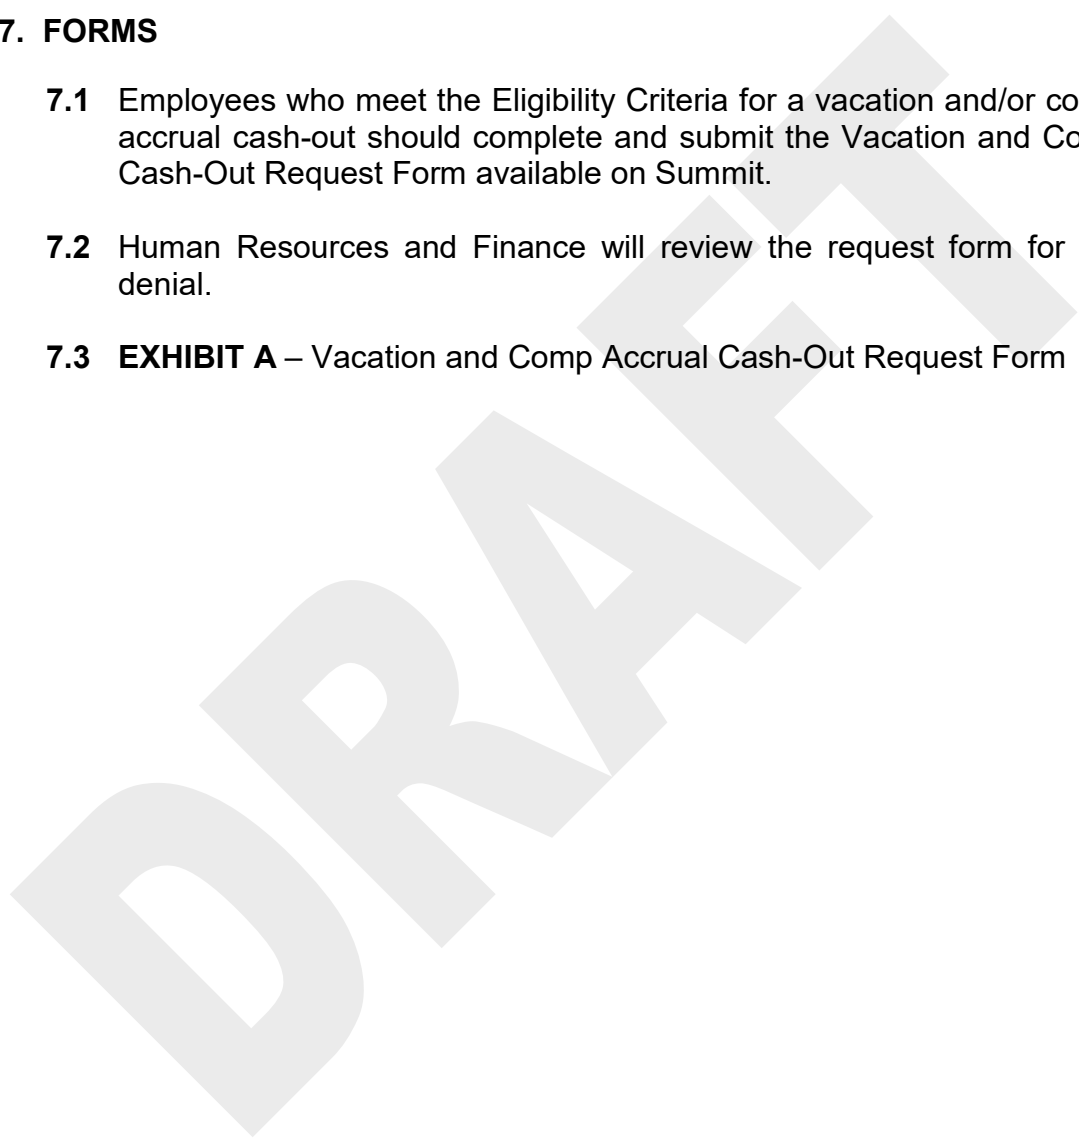 7. FORMS
7.1 Employees who meet the Eligibility Criteria for a vacation and/or co
accrual cash-out should complete and submit the Vacation and Co
Cash-Out Request Form available on Summit.
7.2 Human Resources and Finance will review the request form for
denial.
7.3 EXHIBIT A – Vacation and Comp Accrual Cash-Out Request Form
DRAFT